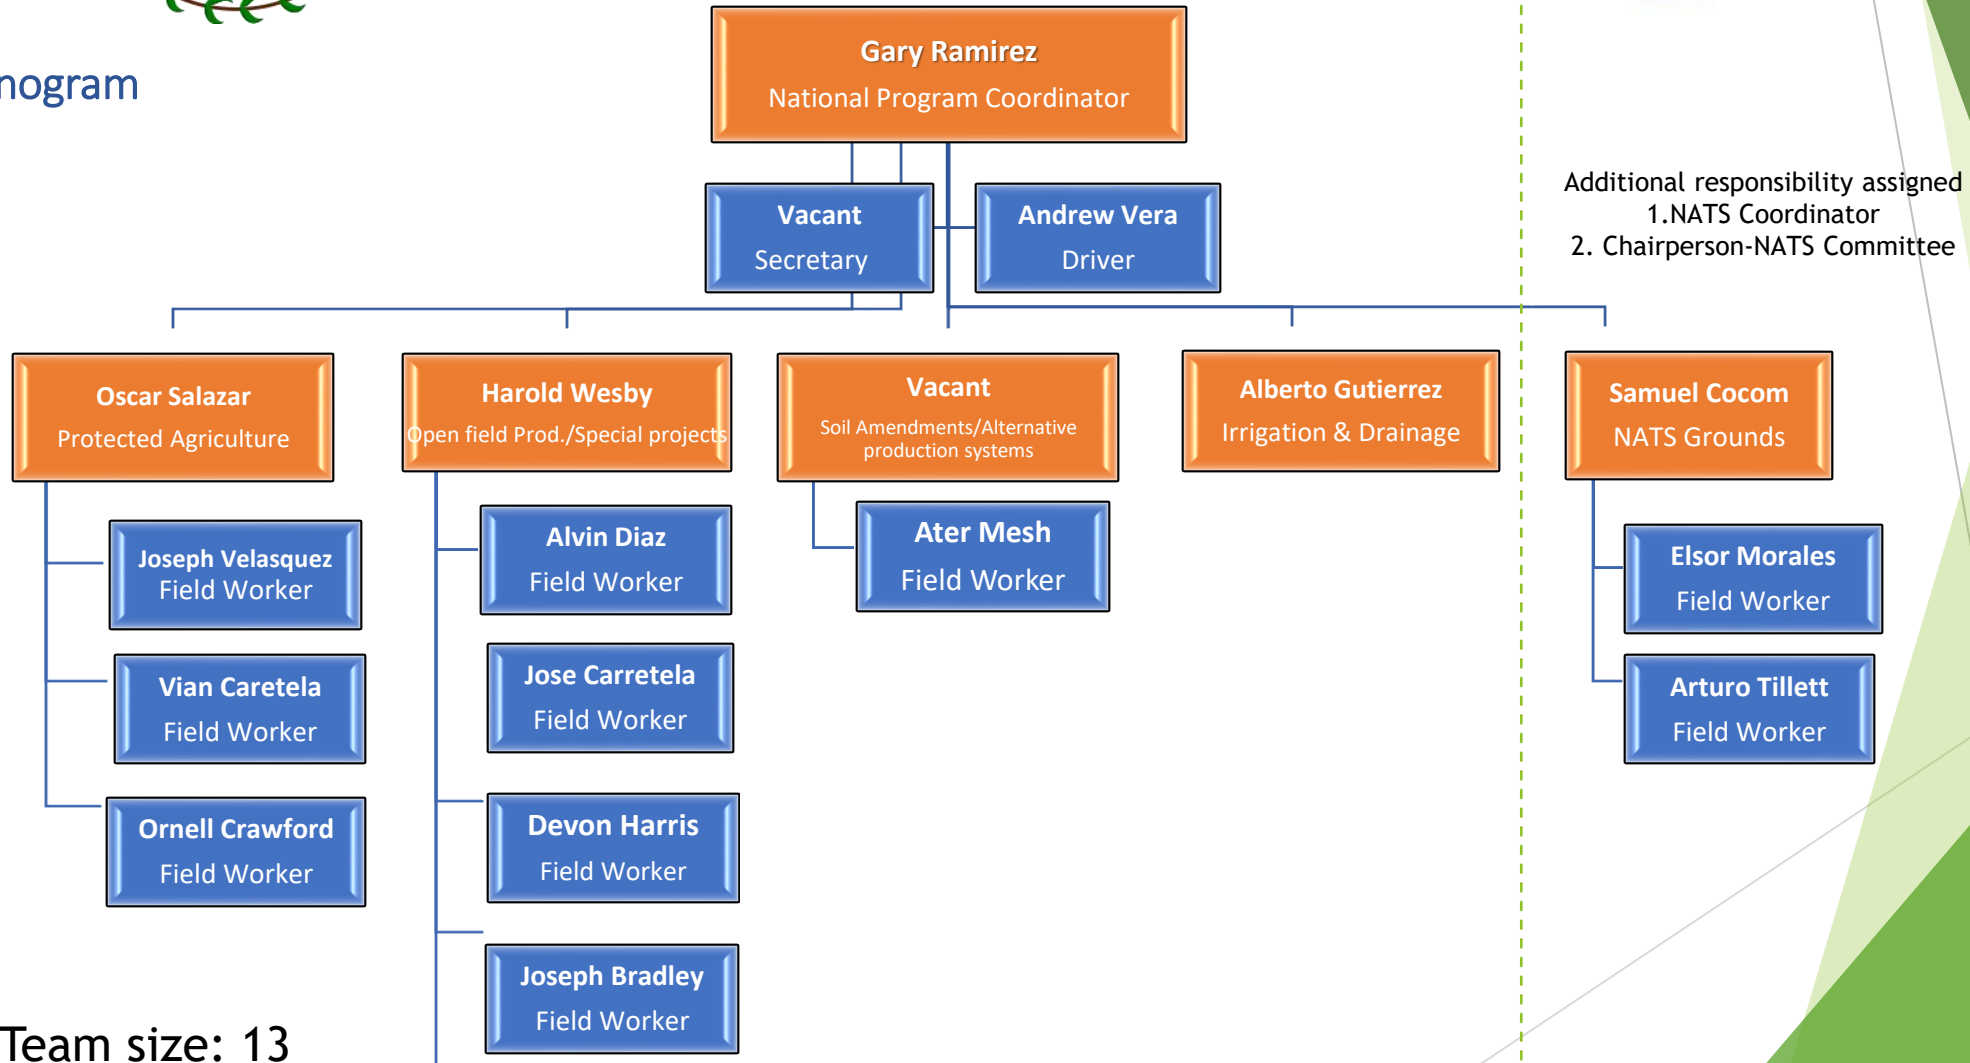 nogram
Gary Ramirez
National Program Coordinator
Vacant
Secretary
Andrew Vera
Driver
Additional responsibility assigned
1.NATS Coordinator
2. Chairperson-NATS Committee
Oscar Salazar
Protected Agriculture
Harold Wesby
Open field Prod./Special projects
Vacant
Soil Amendments/Alternative
production systems
Alberto Gutierrez
Irrigation & Drainage
Samuel Cocom
NATS Grounds
Joseph Velasquez
Field Worker
Vian Caretela
Field Worker
Ornell Crawford
Field Worker
Alvin Diaz
Field Worker
Jose Carretela
Field Worker
Devon Harris
Field Worker
Joseph Bradley
Field Worker
Ater Mesh
Field Worker
Elsor Morales
Field Worker
Arturo Tillett
Field Worker
Team size: 13